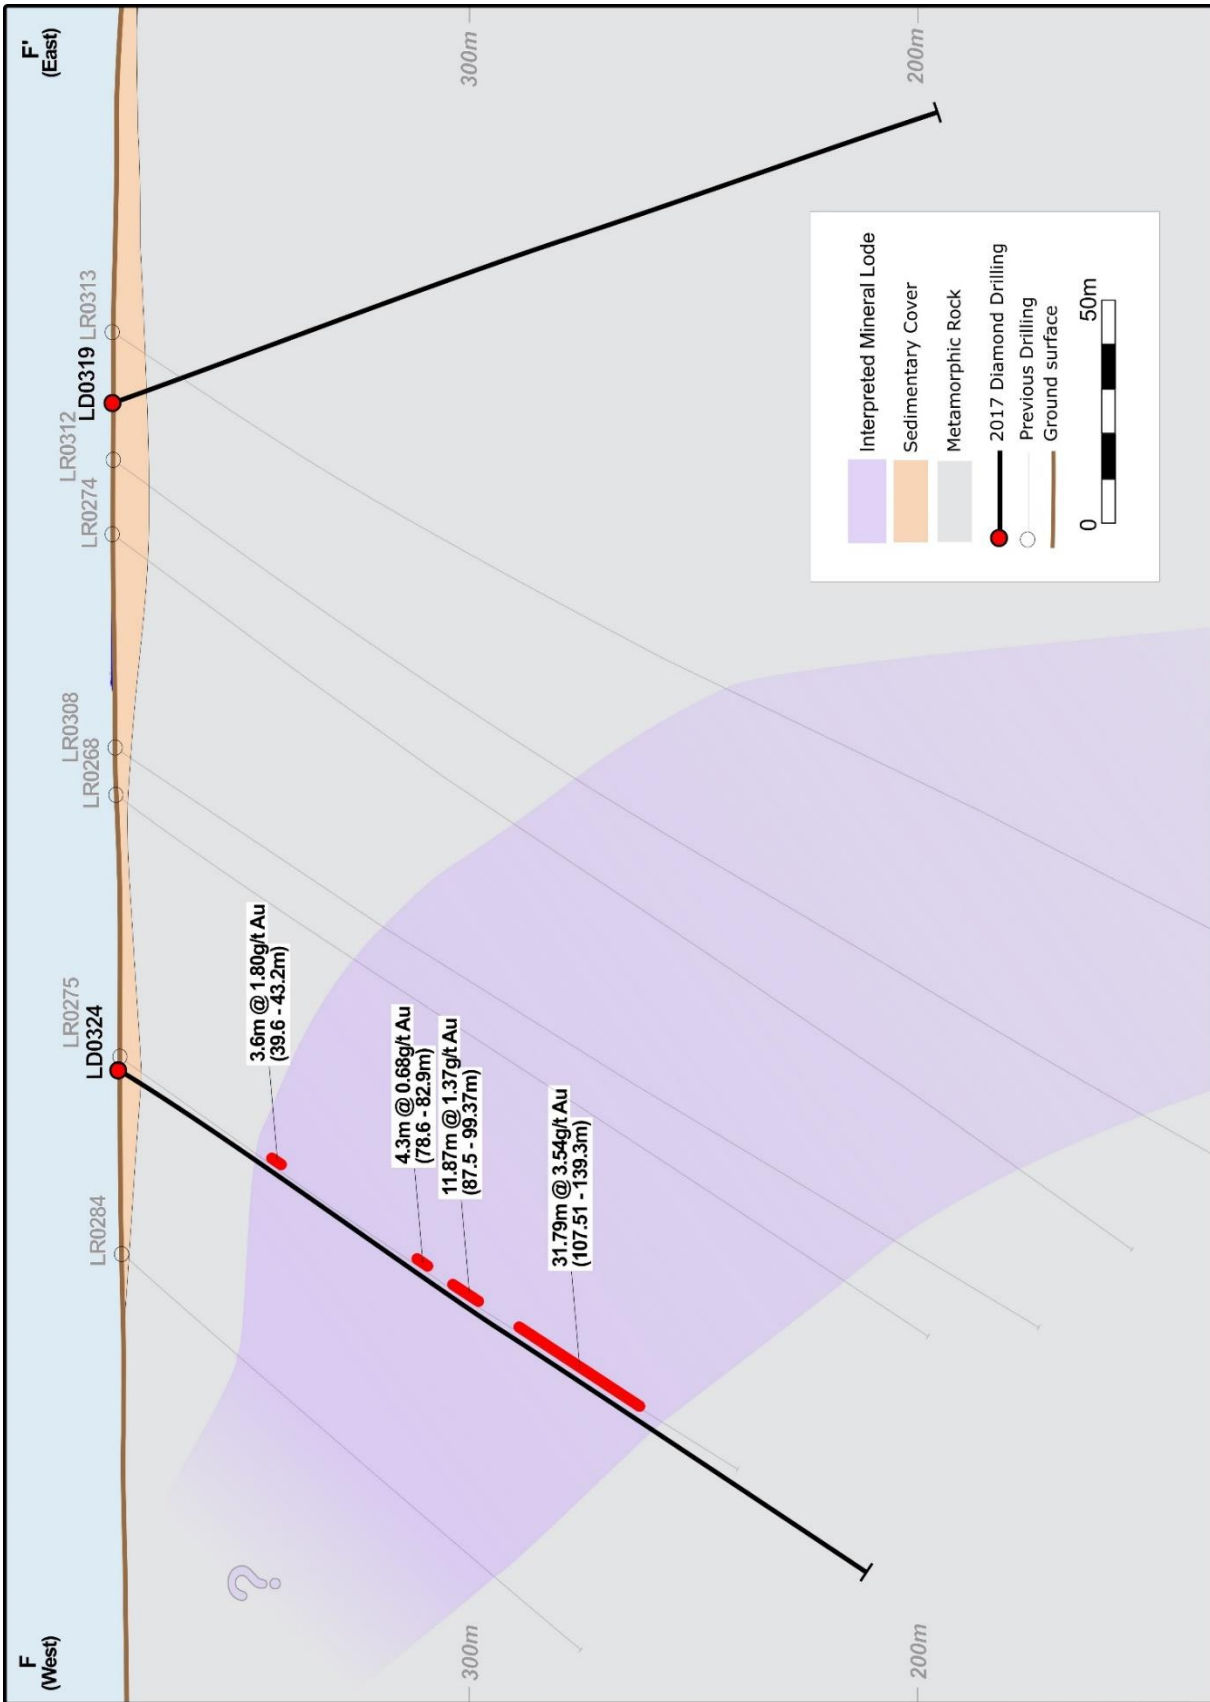 F
(West)
F'
(East)
LR0284
LR0275
LD0324
LR0308
LR0268
LR0312
LR0274
LR0313
LD0319
3.6m @ 1.80g/t Au
(39.6 - 43.2m)
4.3m @ 0.68g/t Au
(78.6 - 82.9m)
11.87m @ 1.37g/t Au
(87.5 - 99.37m)
31.79m @ 3.54g/t Au
(107.51 - 139.3m)
?
300m
300m
200m
200m
Interpreted Mineral Lode
Sedimentary Cover
Metamorphic Rock
2017 Diamond Drilling
Previous Drilling
Ground surface
0
50m